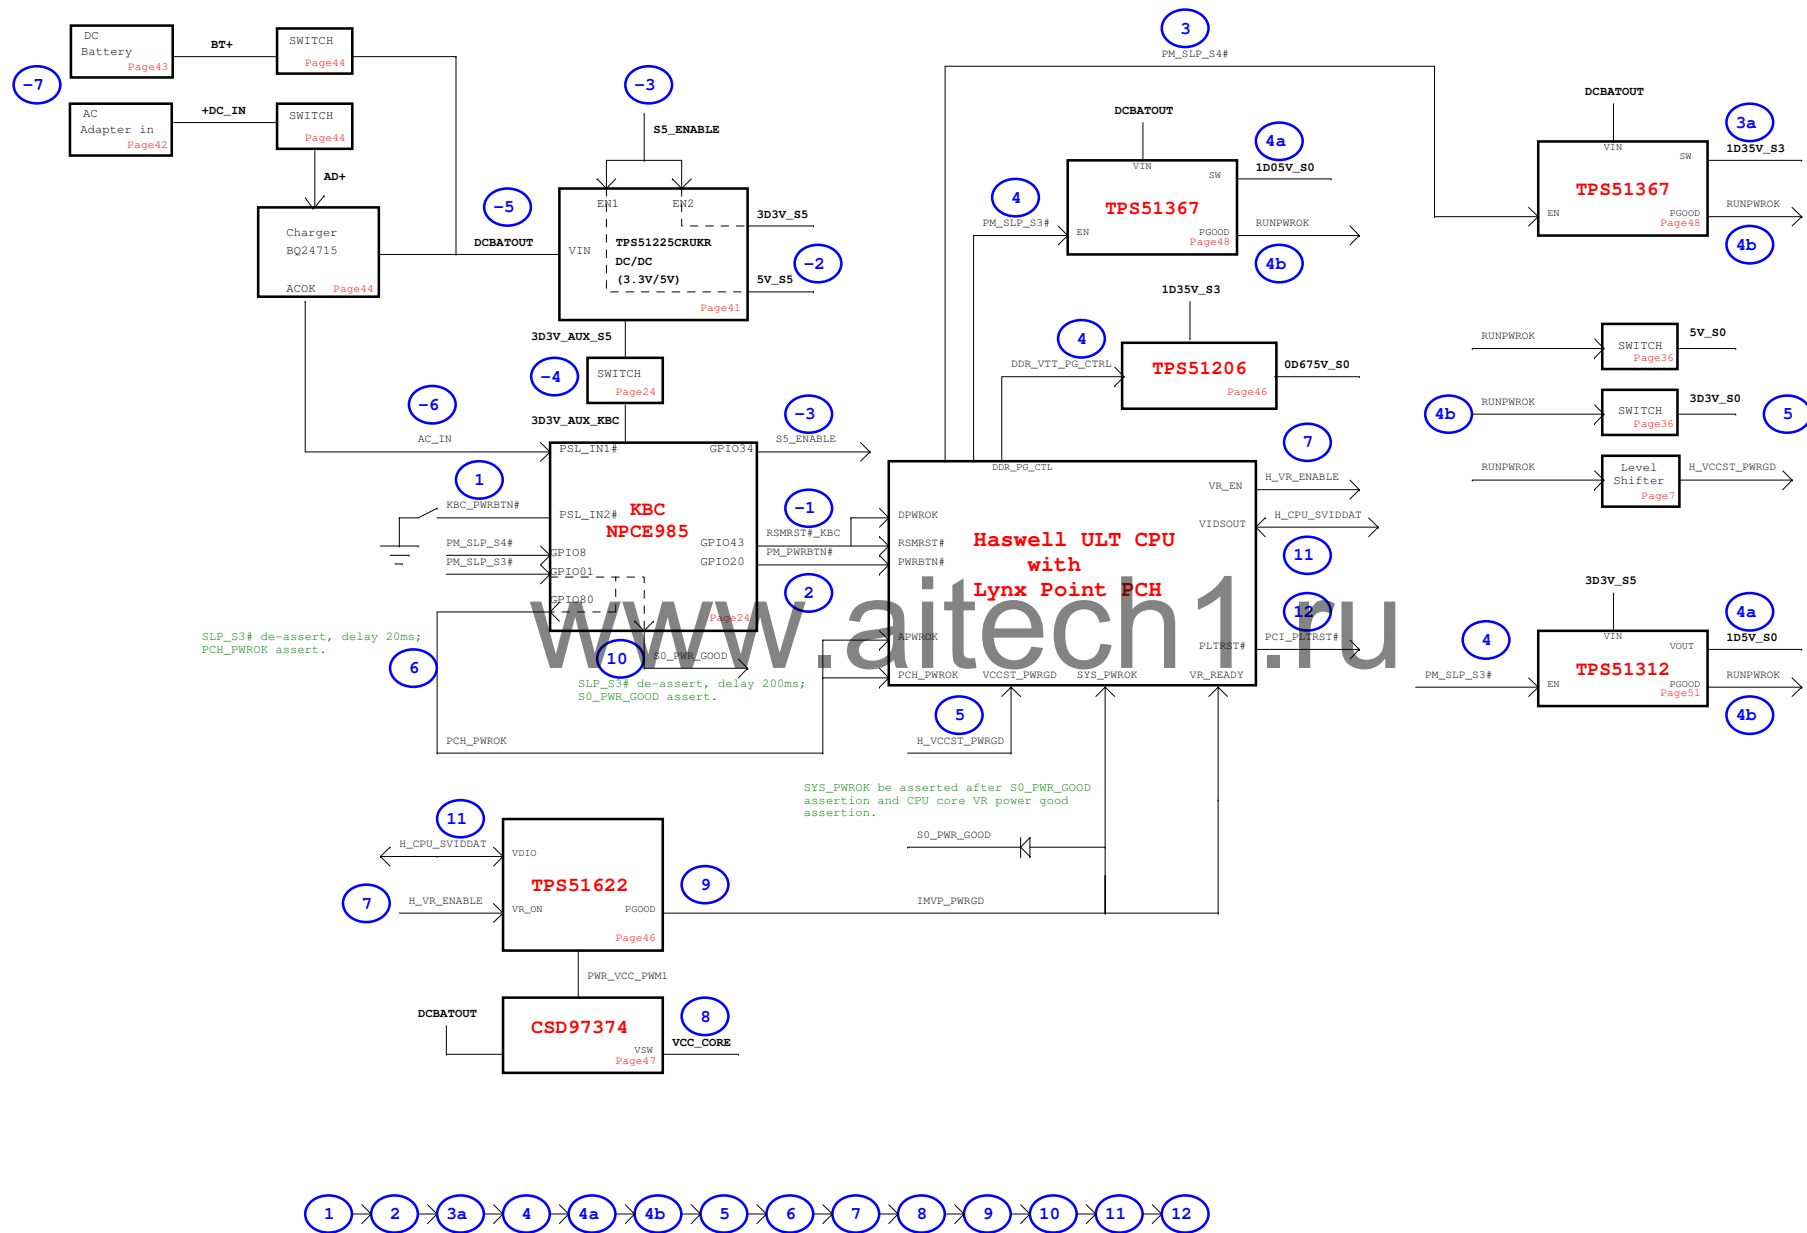 3
PM_SLP_S4#
DC
Battery
Page43
BT+
SWITCH
Page44
-7
AC
Adapter in
Page42
+DC_IN
SWITCH
Page44
AD+
Charger
BQ24715
ACOK
Page44
-5
DCBATOUT
-3
S5_ENABLE
EN1
EN2
VIN
TPS51225CRUKR
DC/DC
(3.3V/5V)
Page41
3D3V_S5
-2
5V_S5
3D3V_AUX_S5
-4
SWITCH
Page24
3D3V_AUX_KBC
-6
AC_IN
DCBATOUT
VIN
SW
4a
1D05V_S0
TPS51367
4
PM_SLP_S3#
EN
PGOOD
Page48
RUNPWROK
4b
DCBATOUT
VIN
SW
3a
1D35V_S3
TPS51367
EN
PGOOD
Page48
RUNPWROK
4b
1D35V_S3
4
DDR_VTT_PG_CTRL
TPS51206
Page46
0D675V_S0
RUNPWROK
SWITCH
Page36
5V_S0
4b
RUNPWROK
SWITCH
Page36
3D3V_S0
5
RUNPWROK
Level
Shifter
Page7
H_VCCST_PWRGD
PSL_IN1#
GPIO34
-3
S5_ENABLE
1
KBC_PWRBTN#
PSL_IN2#
KBC
NPCE985
PM_SLP_S4#
GPIO8
PM_SLP_S3#
GPIO01
GPIO80
GPIO43
GPIO20
Page24
-1
RSMRST#_KBC
PM_PWRBTN#
2
DDR_PG_CTL
DPWROK
RSMRST#
PWRBTN#
Haswell ULT CPU
with
Lynx Point PCH
VR_EN
7
H_VR_ENABLE
VIDSOUT
H_CPU_SVIDDAT
11
12
PLTRST#
PCI_PLTRST#
APWROK
PCH_PWROK
VCCST_PWRGD
SYS_PWROK
VR_READY
www.aitech1.ru
SLP_S3# de-assert, delay 20ms;
PCH_PWROK assert.
6
10
S0_PWR_GOOD
SLP_S3# de-assert, delay 200ms;
S0_PWR_GOOD assert.
PCH_PWROK
5
H_VCCST_PWRGD
3D3V_S5
VIN
VOUT
4a
1D5V_S0
4
PM_SLP_S3#
EN
TPS51312
PGOOD
Page51
RUNPWROK
4b
SYS_PWROK be asserted after S0_PWR_GOOD
assertion and CPU core VR power good
assertion.
S0_PWR_GOOD
11
H_CPU_SVIDDAT
VDIO
TPS51622
7
H_VR_ENABLE
VR_ON
PGOOD
Page46
9
IMVP_PWRGD
PWR_VCC_PWM1
DCBATOUT
CSD97374
VSW
Page47
8
VCC_CORE
1 2 3a 4 4a 4b 5 6 7 8 9 10 11 12